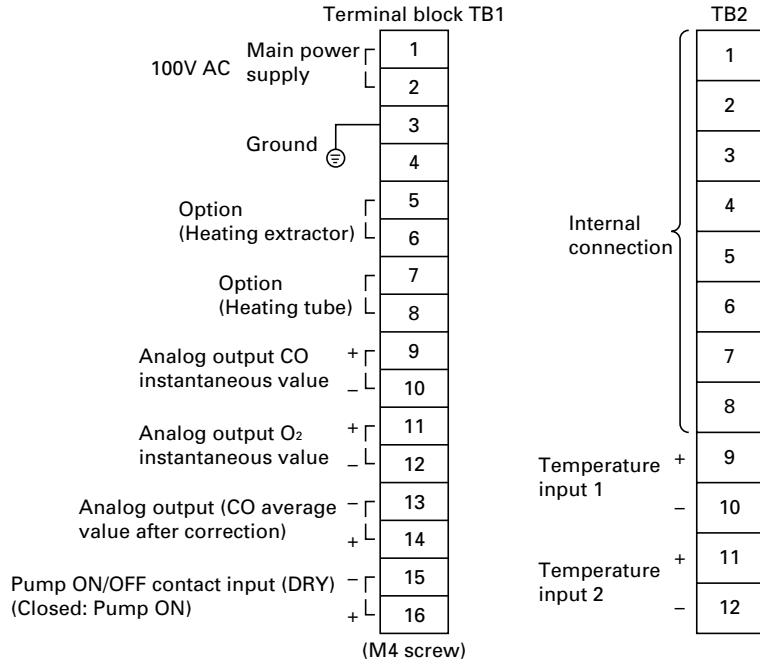 Terminal block TB1
100V AC
Main power
supply
Ground
Option
(Heating extractor)
Option
(Heating tube)
Analog output CO
instantaneous value
+
–
Analog output O₂
instantaneous value
+
–
Analog output (CO average
value after correction)
–
+
Pump ON/OFF contact input (DRY)
(Closed: Pump ON)
–
+
1
2
3
4
5
6
7
8
9
10
11
12
13
14
15
16
(M4 screw)
TB2
Internal
connection
Temperature
input 1
+
–
Temperature
input 2
+
–
1
2
3
4
5
6
7
8
9
10
11
12